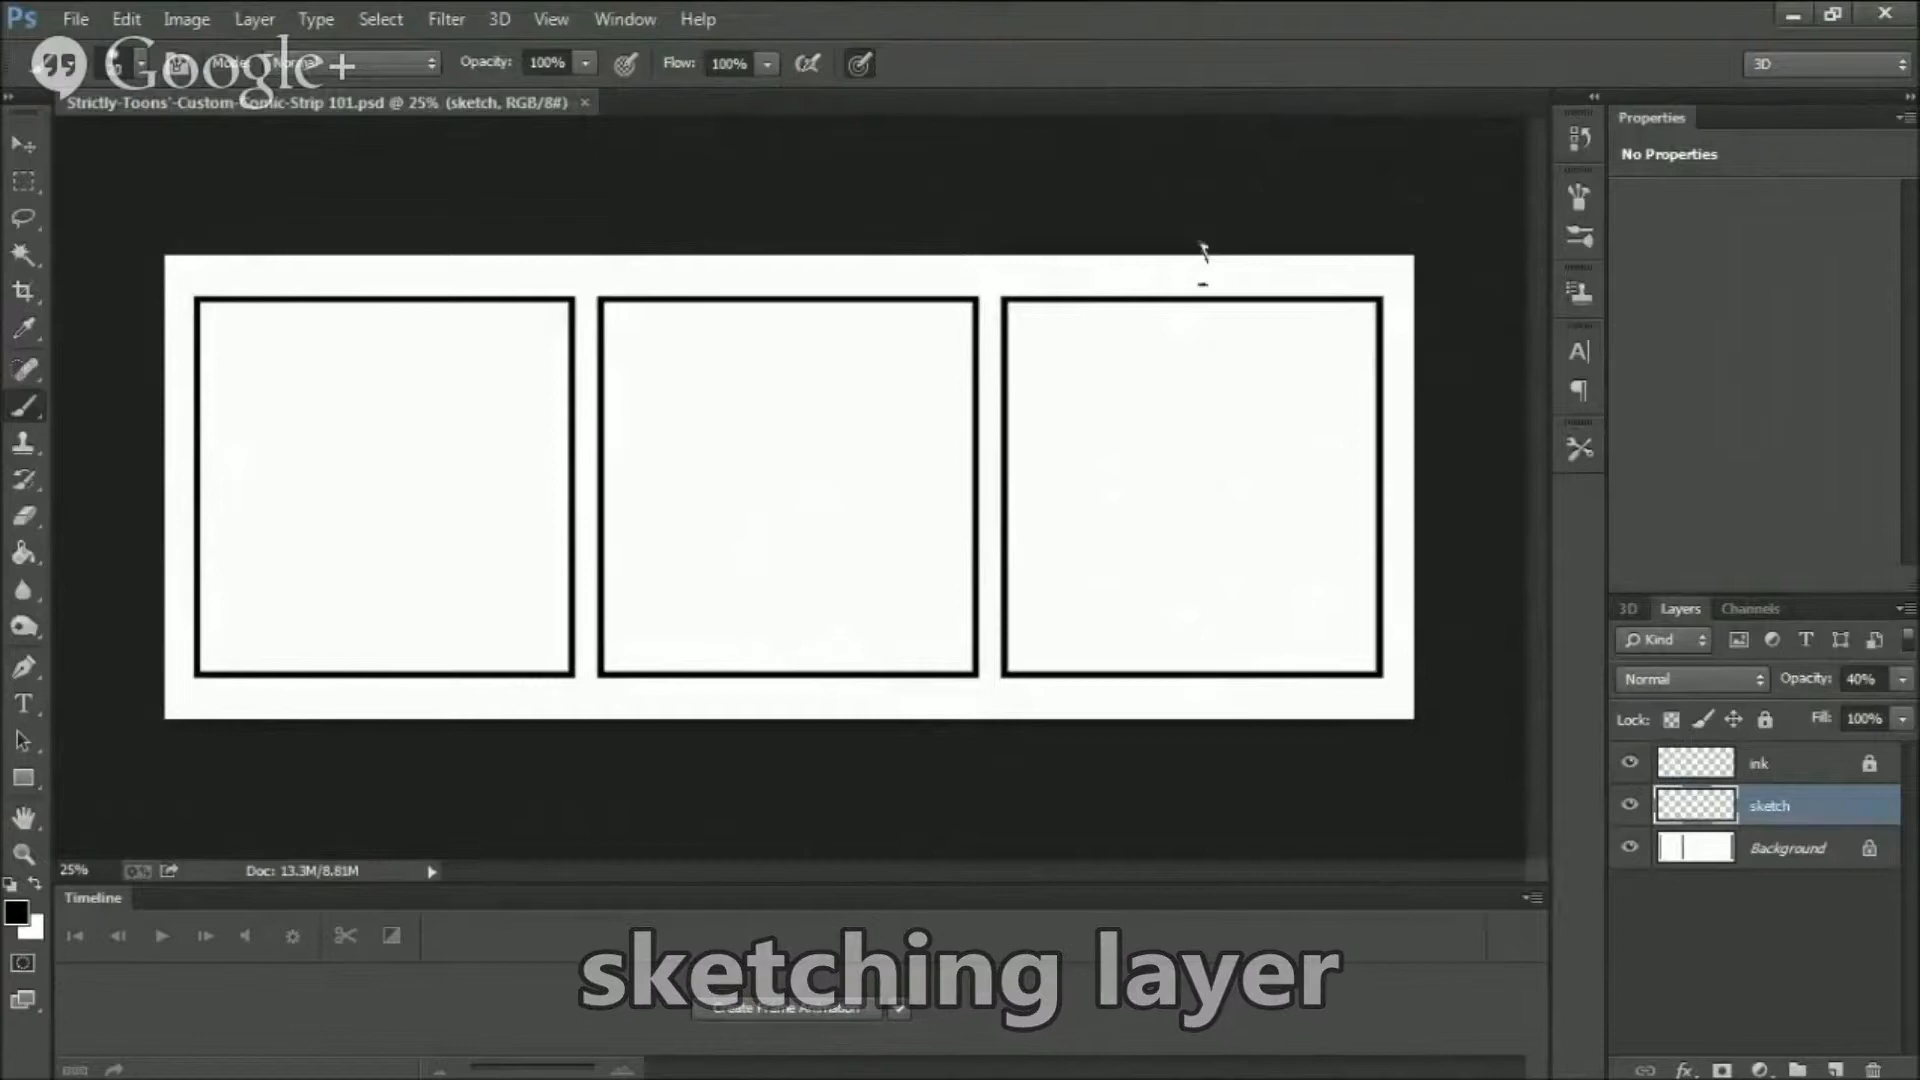 Ps File Edit Image Layer Type Select Filter 3D View Window Help
Google+
Mode: Normal Opacity: 100% Flow: 100% 3D
Strictly-Toons'-Custom-Comic-Strip 101.psd @ 25% (sketch, RGB/8#) ×
Properties
No Properties
3D Layers Channels
Kind
Normal Opacity: 40%
Lock: Fill: 100%
ink
sketch
Background
25% Doc: 13.3M/8.81M
Timeline
sketching layer
Create Frame Animation